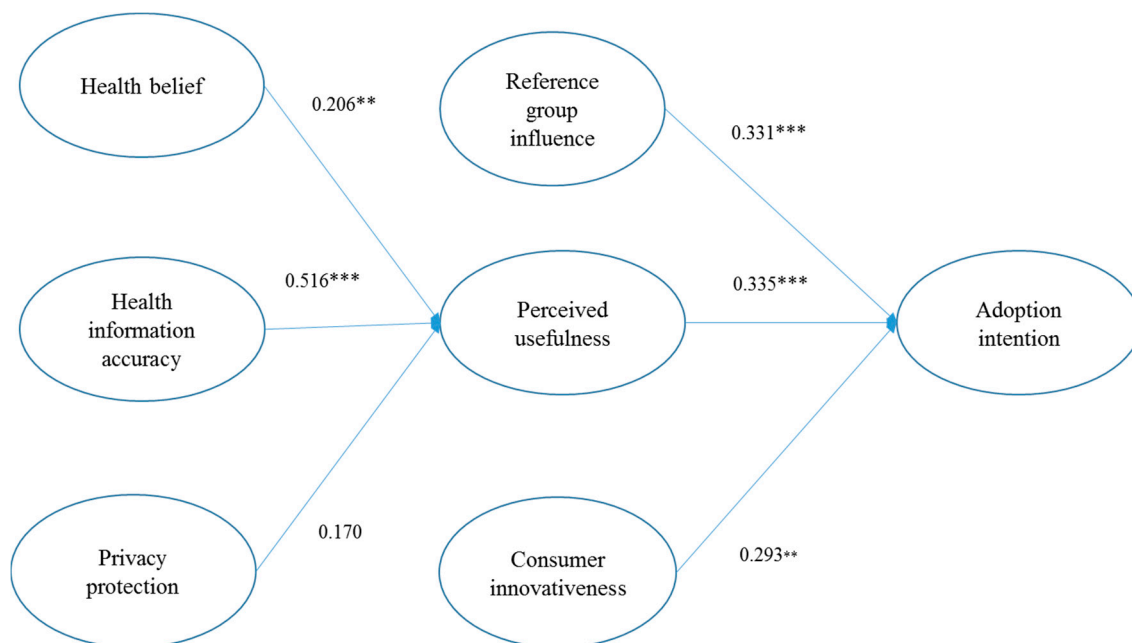 Health belief
0.206**
Reference
group
influence
0.331***
Health
information
accuracy
0.516***
Perceived
usefulness
0.335***
Adoption
intention
Privacy
protection
0.170
Consumer
innovativeness
0.293**